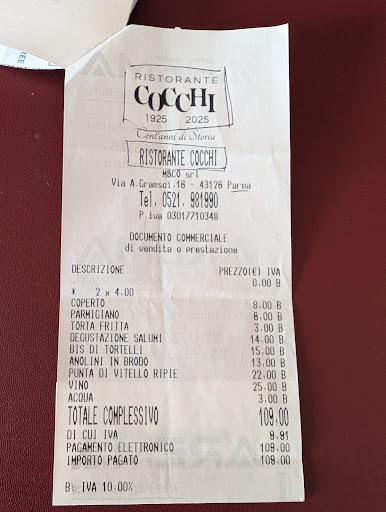 RISTORANTE
COCCHI
1925 2025
Cent'anni di Storia
RISTORANTE COCCHI
M&CO srl
Via A.Gramsci.16 - 43126 Parma
Tel. 0521. 981990
P.iva 03017710348
DOCUMENTO COMMERCIALE
di vendita o prestazione
DESCRIZIONE PREZZO(€) IVA
. 0.00 B
* 2 x 4.00
COPERTO 8.00 B
PARMIGIANO 6.00 B
TORTA FRITTA 3.00 B
DEGUSTAZIONE SALUMI 14.00 B
BIS DI TORTELLI 15.00 B
ANOLINI IN BRODO 13.00 B
PUNTA DI VITELLO RIPIE 22.00 B
VINO 25.00 B
ACQUA 3.00 B
TOTALE COMPLESSIVO 109.00
DI CUI IVA 9.91
PAGAMENTO ELETTRONICO 109.00
IMPORTO PAGATO 109.00
B: IVA 10.00%